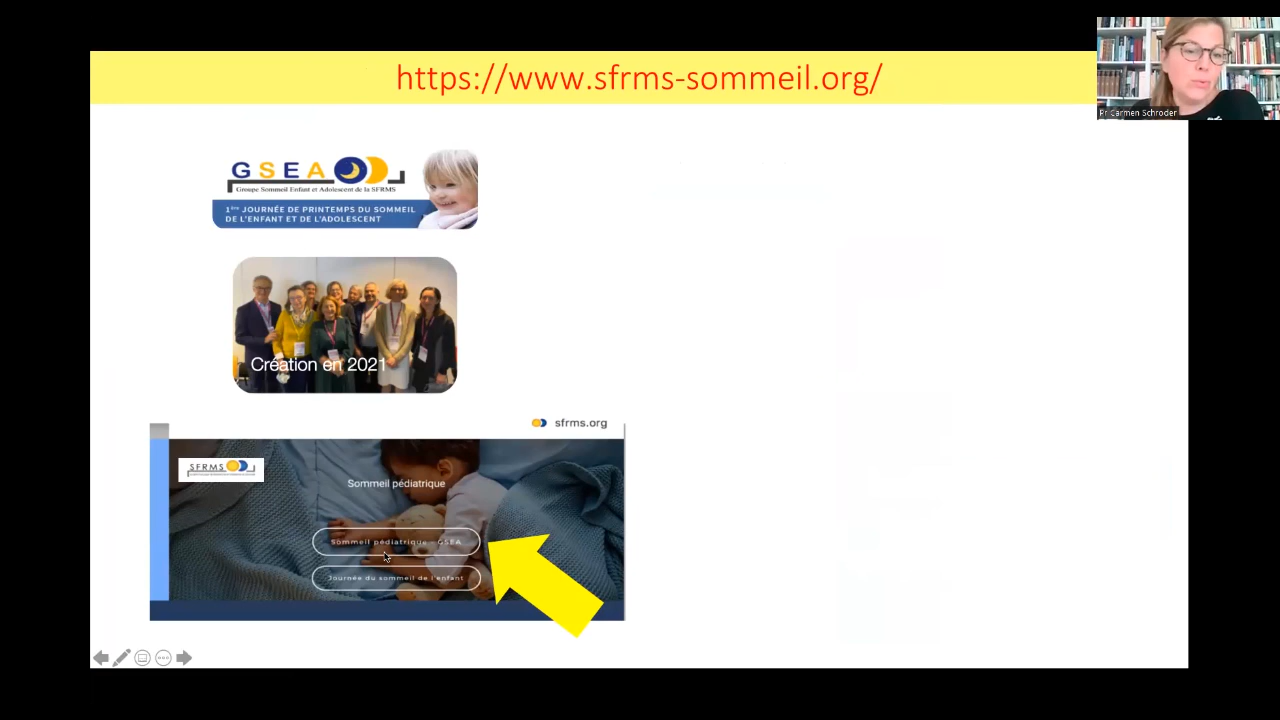 https://www.sfrms-sommeil.org/
Pr Carmen Schroder
GSEA
Groupe Sommeil Enfant et Adolescent de la SFRMS
1ère JOURNÉE DE PRINTEMPS DU SOMMEIL
DE L'ENFANT ET DE L'ADOLESCENT
Création en 2021
sfrms.org
SFRMS
Sommeil pédiatrique
Sommeil pédiatrique - GSEA
Journée du sommeil de l'enfant